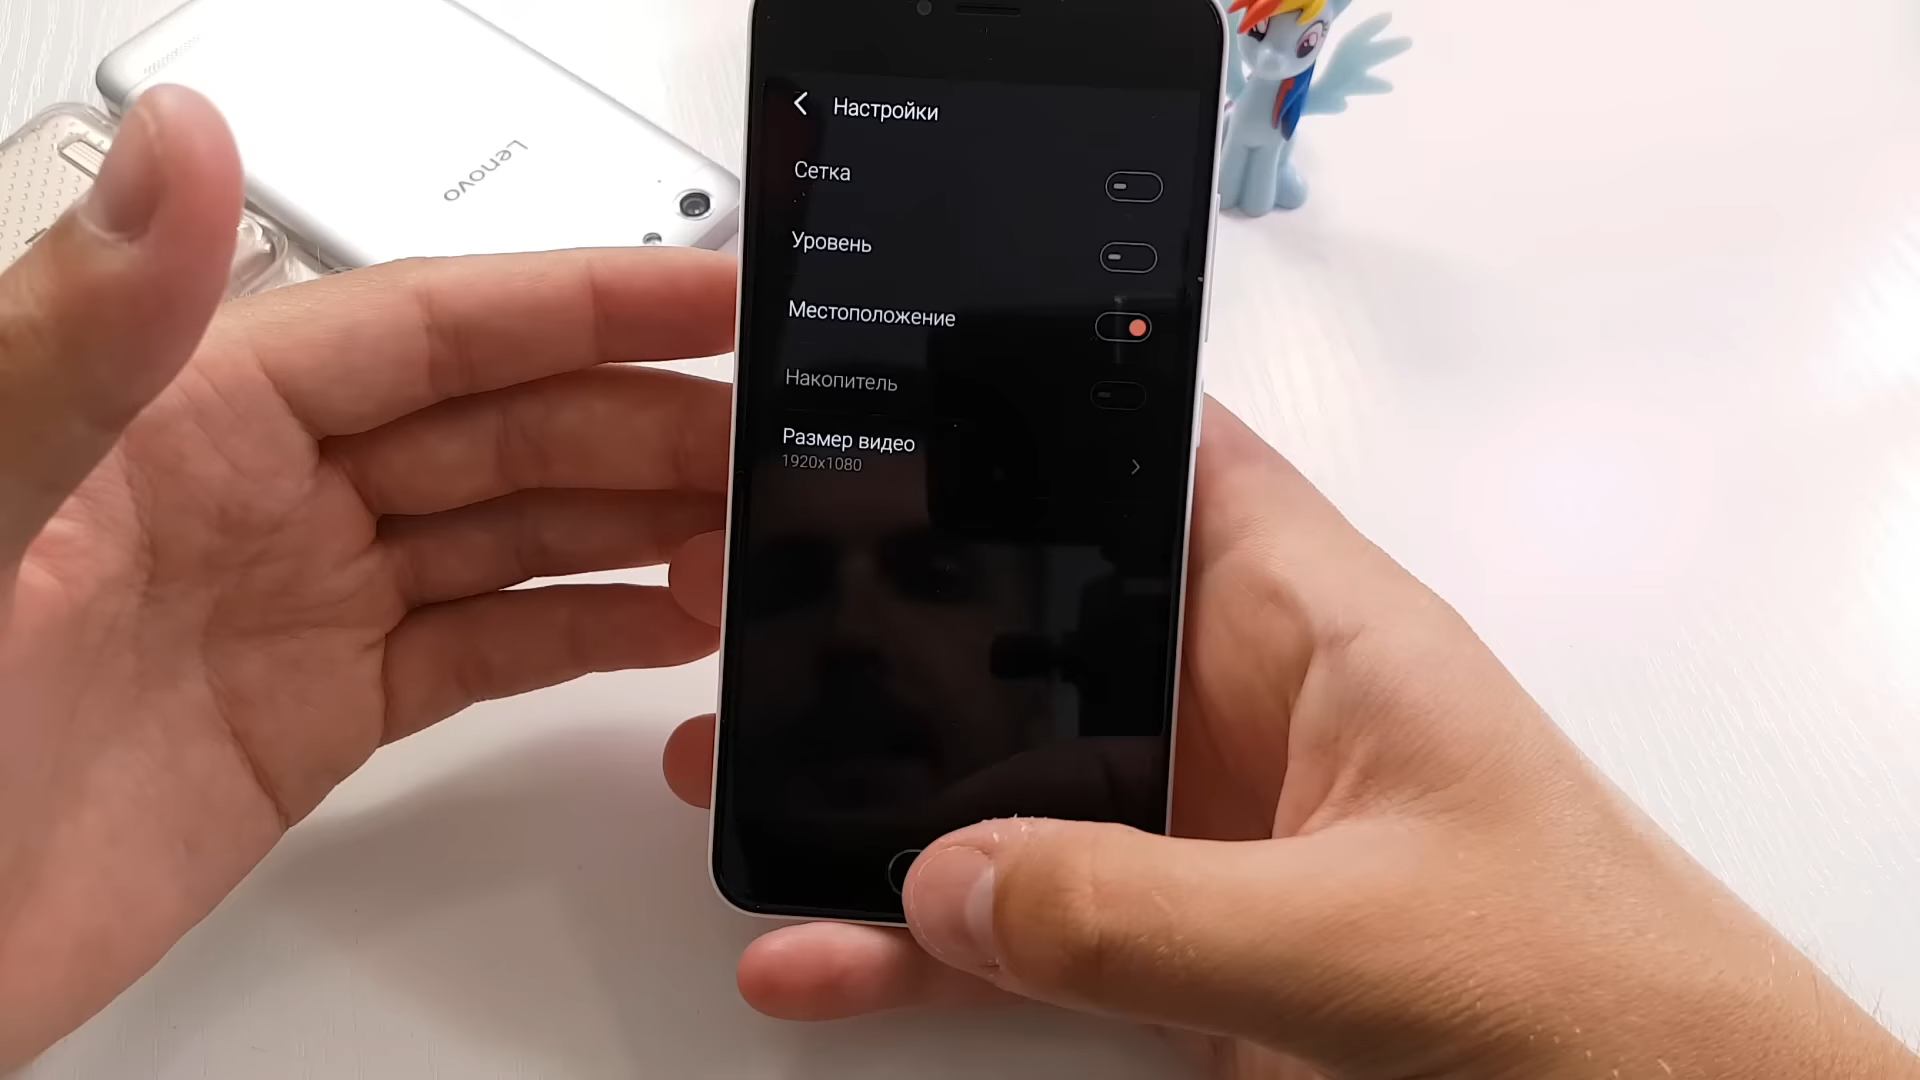 Lenovo
Настройки
Сетка
Уровень
Местоположение
Накопитель
Размер видео
1920x1080